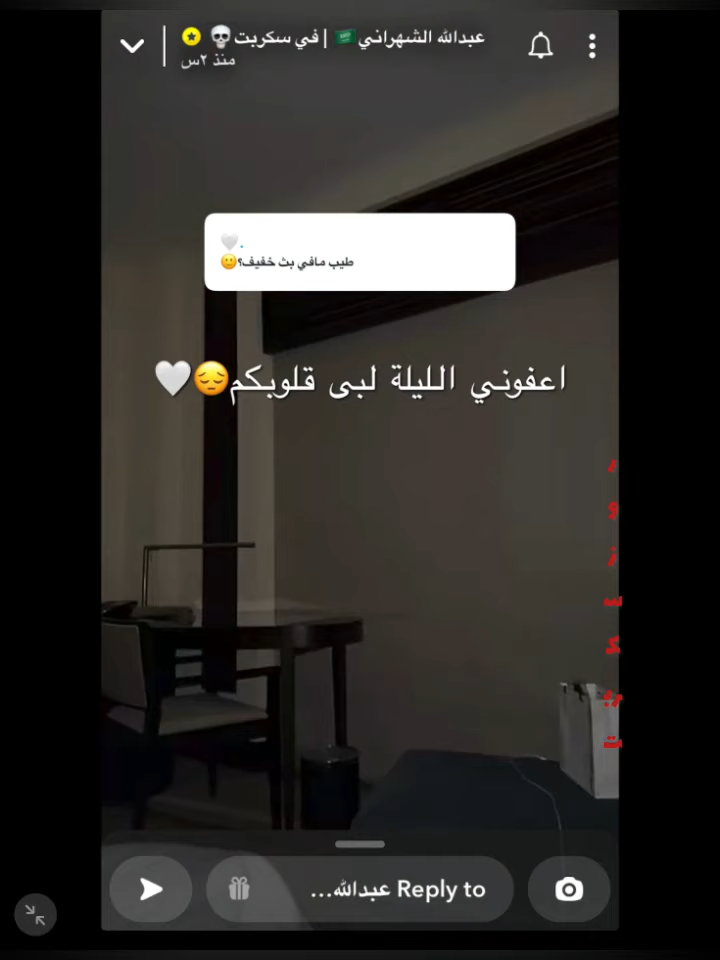 عبدالله الشهراني🇸🇦 | في سكربت💀
منذ ٢س
🤍.
طيب مافي بث خفيف؟🙂
اعفوني الليلة لبى قلوبكم😔🤍
Reply to عبدالله...